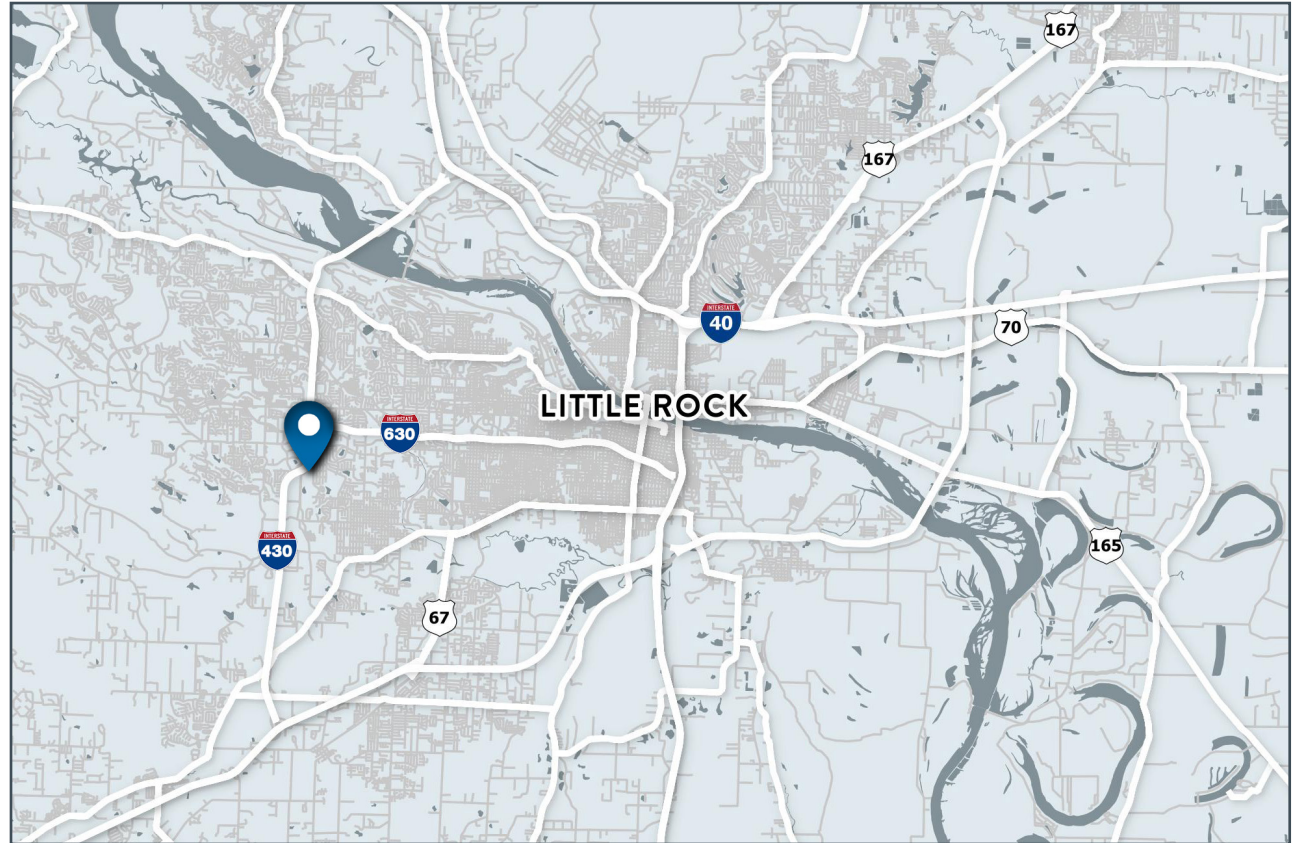 167
167
INTERSTATE
40
70
LITTLE ROCK
INTERSTATE
630
INTERSTATE
430
165
67